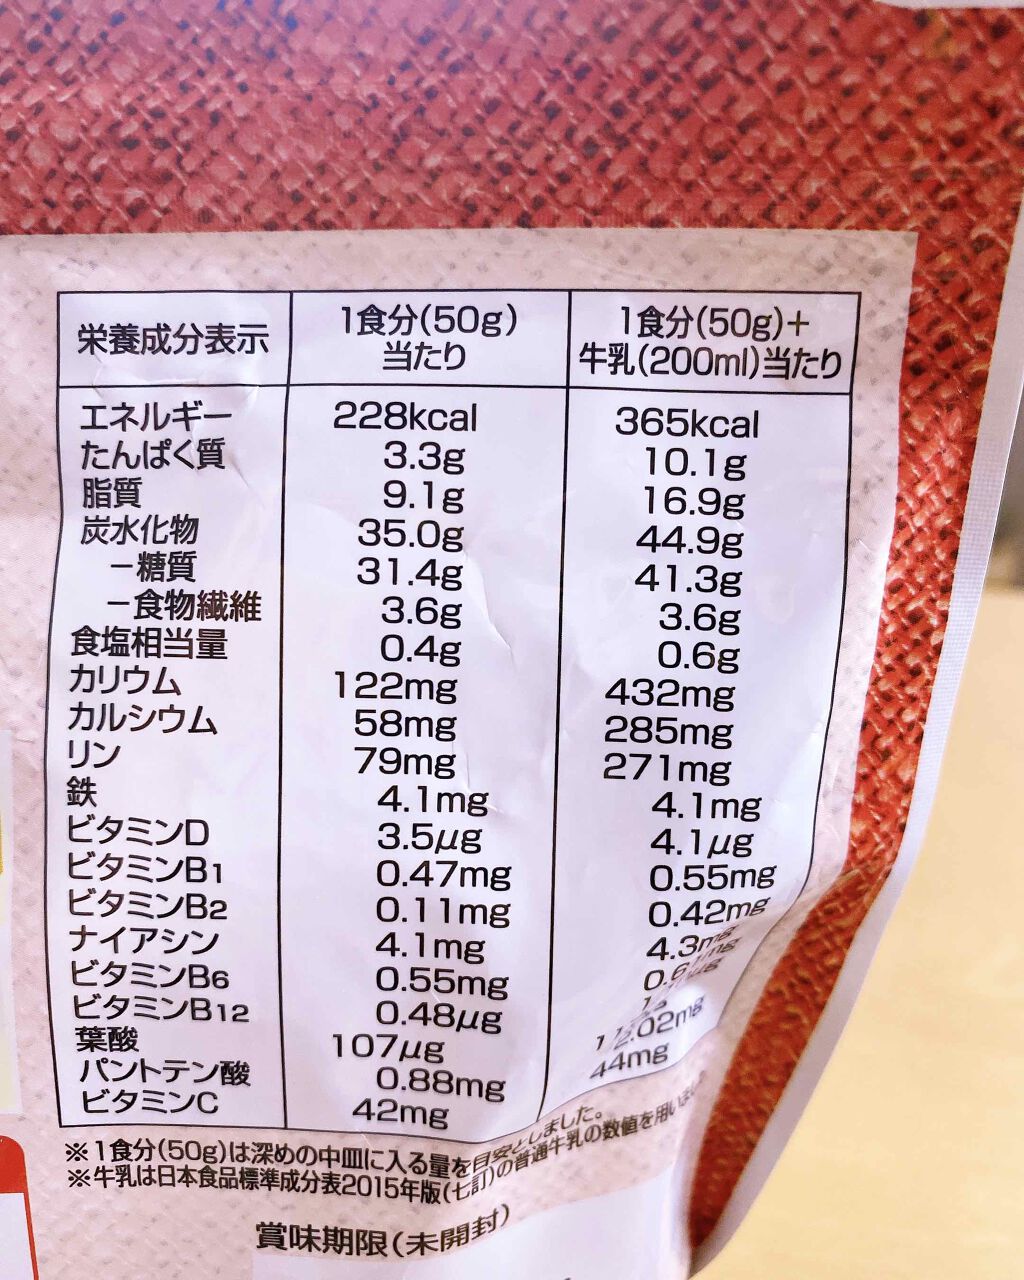 栄養成分表示 1食分(50g)当たり 1食分(50g)+牛乳(200ml)当たり
エネルギー 228kcal 365kcal
たんぱく質 3.3g 10.1g
脂質 9.1g 16.9g
炭水化物 35.0g 44.9g
－糖質 31.4g 41.3g
－食物繊維 3.6g 3.6g
食塩相当量 0.4g 0.6g
カリウム 122mg 432mg
カルシウム 58mg 285mg
リン 79mg 271mg
鉄 4.1mg 4.1mg
ビタミンD 3.5μg 4.1μg
ビタミンB1 0.47mg 0.55mg
ビタミンB2 0.11mg 0.42mg
ナイアシン 4.1mg 4.3mg
ビタミンB6 0.55mg
ビタミンB12 0.48μg
葉酸 107μg
パントテン酸 0.88mg 2.02mg
ビタミンC 42mg 44mg
※1食分(50g)は深めの中皿に入る量を目安としました。
※牛乳は日本食品標準成分表2015年版(七訂)の普通牛乳の数値を用い
賞味期限(未開封)